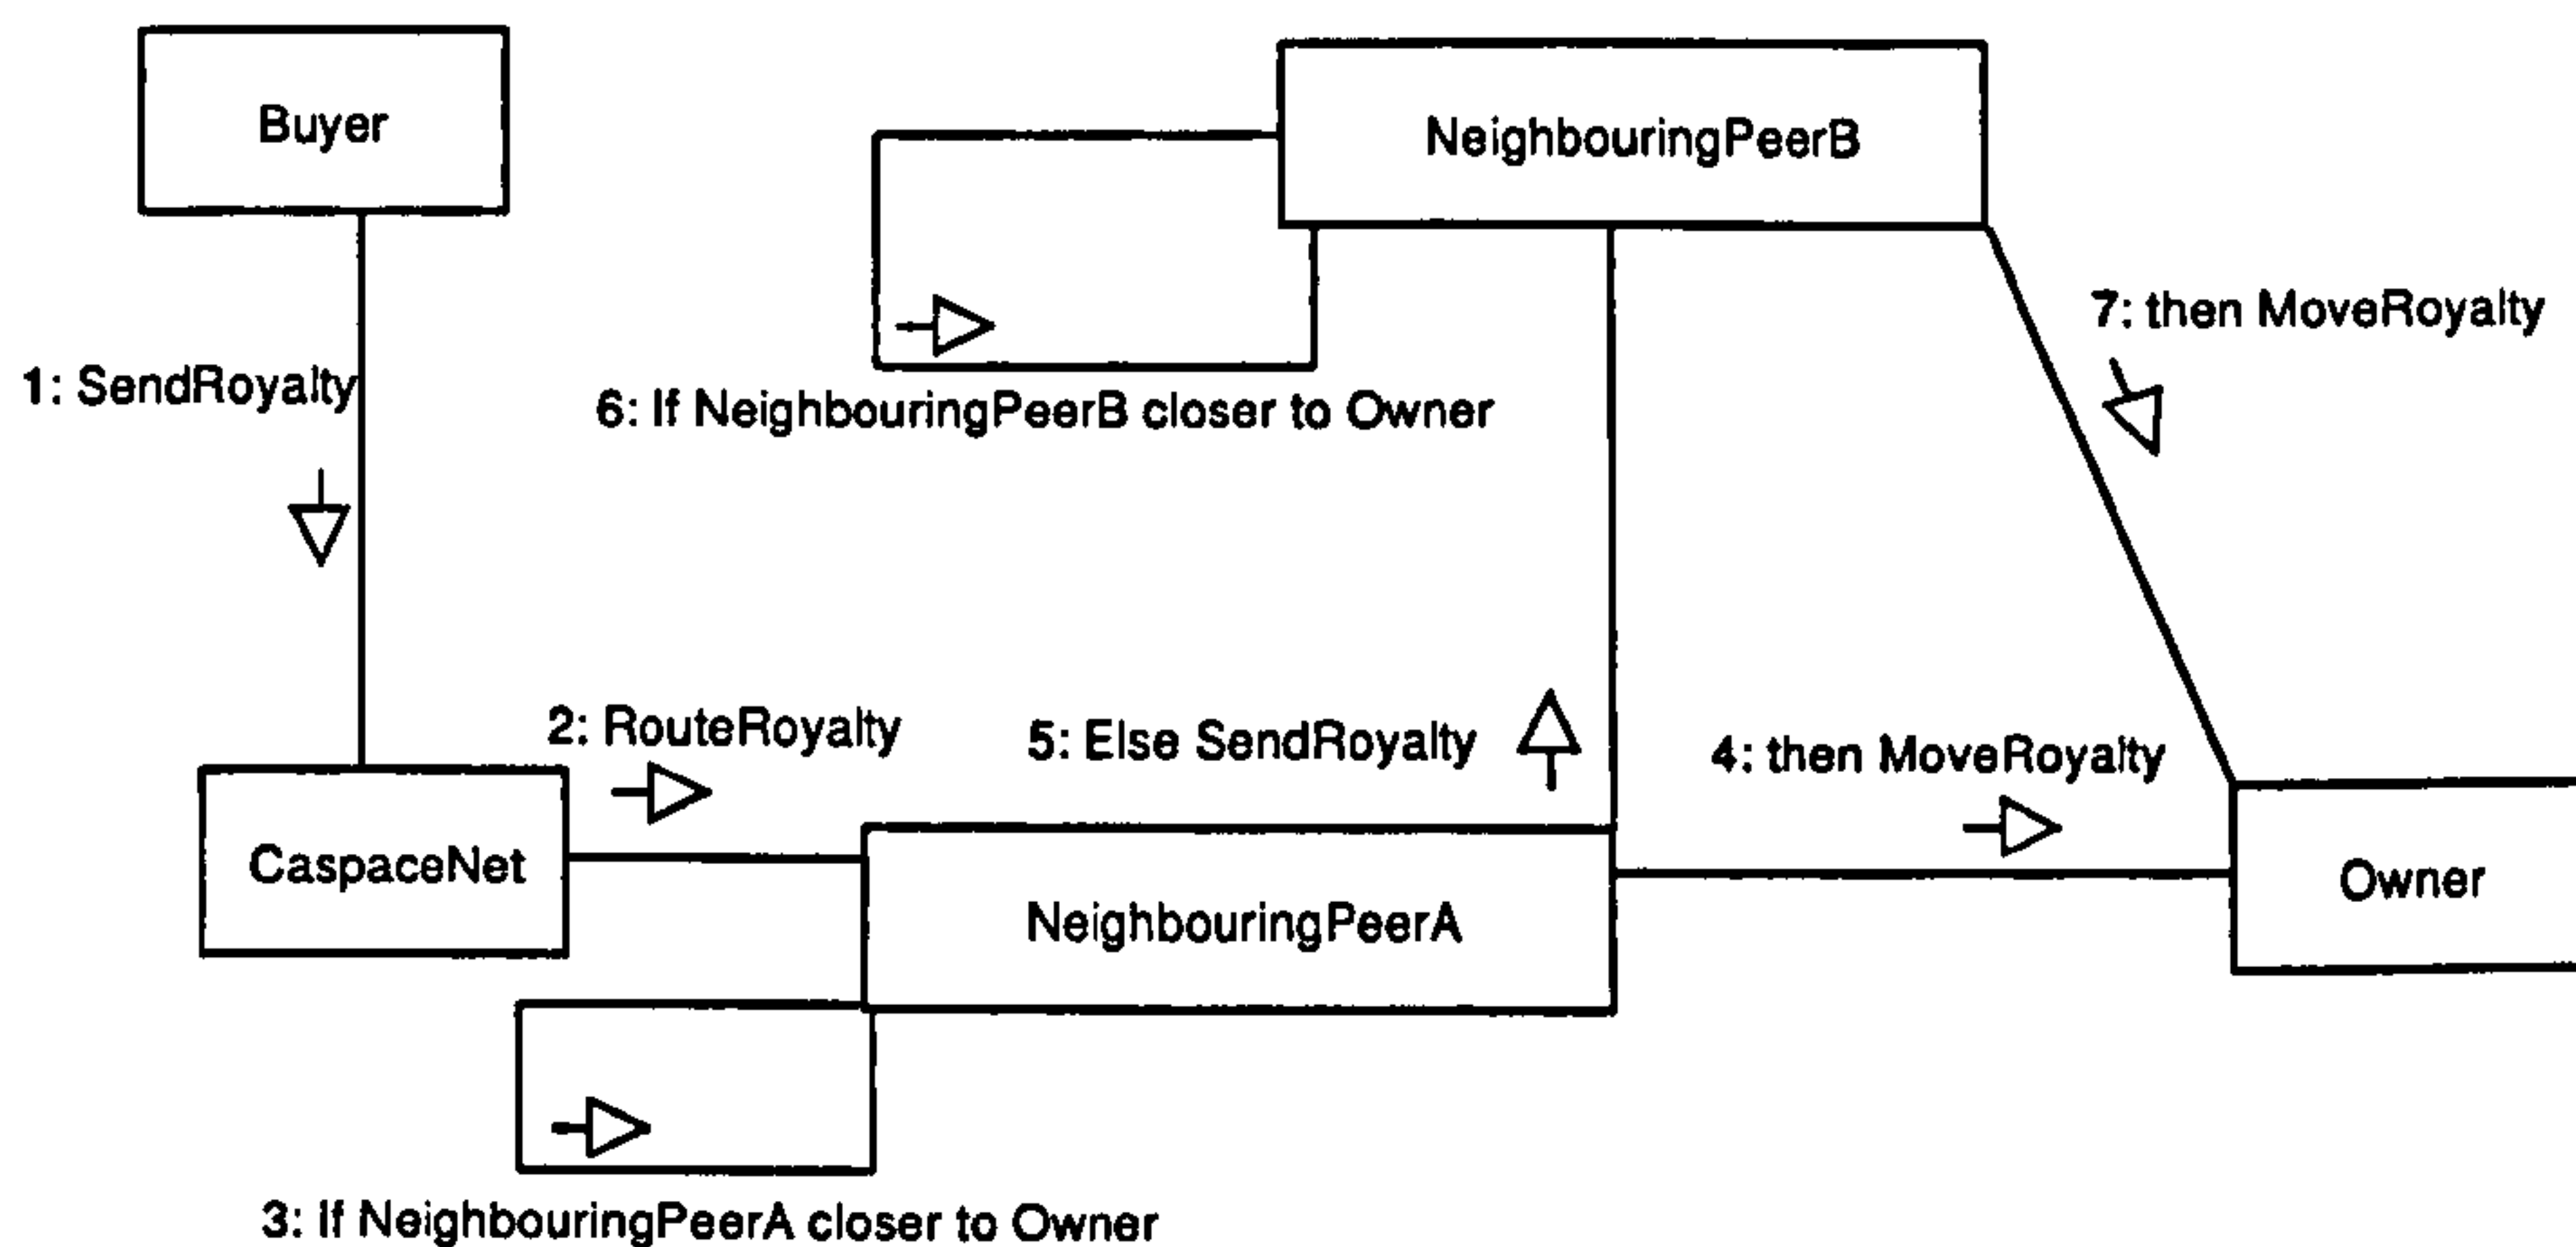 Buyer
NeighbouringPeerB
7: then MoveRoyalty
1: SendRoyalty
6: If NeighbouringPeerB closer to Owner
2: RouteRoyalty
5: Else SendRoyalty
4: then MoveRoyalty
CaspaceNet
NeighbouringPeerA
Owner
3: If NeighbouringPeerA closer to Owner